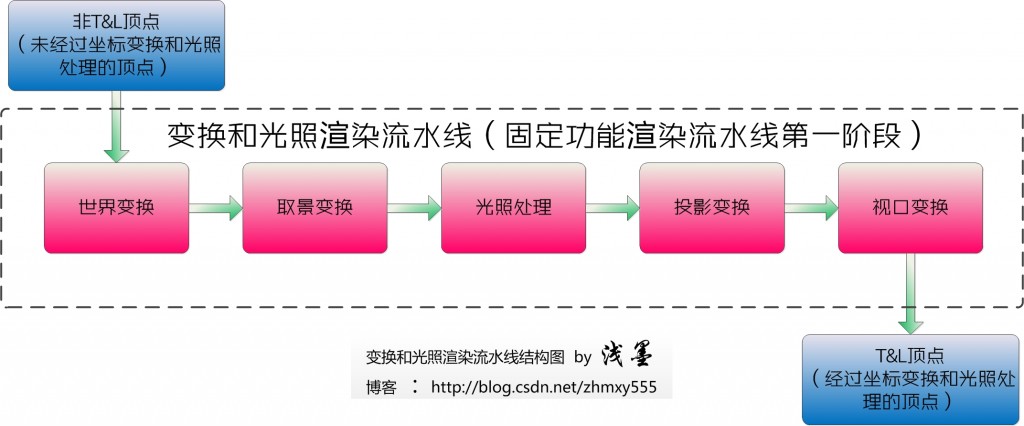 非T&L顶点
（未经过坐标变换和光照
处理的顶点）
变换和光照渲染流水线（固定功能渲染流水线第一阶段）
世界变换
取景变换
光照处理
投影变换
视口变换
T&L顶点
（经过坐标变换和光照处
理的顶点）
变换和光照渲染流水线结构图 by 浅墨
博客 ： http://blog.csdn.net/zhmxy555